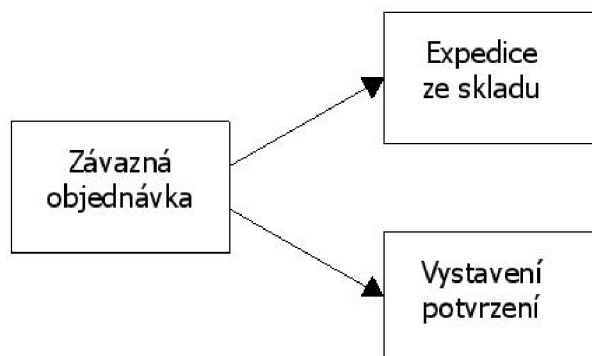 Závazná
objednávka
Expedice
ze skladu
Vystavení
potvrzení